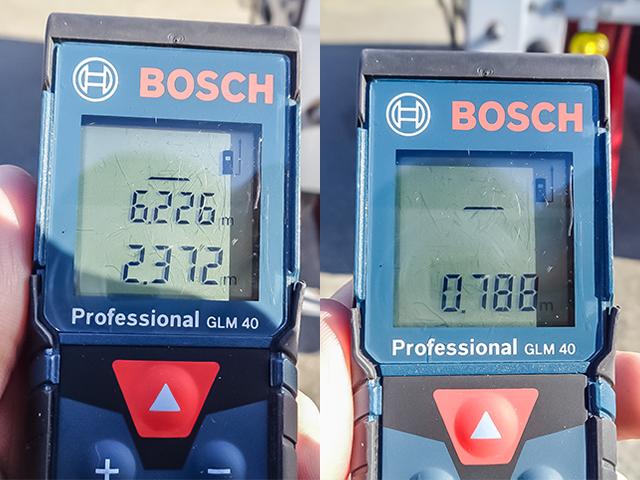 BOSCH
6.226 m
2.372 m
Professional GLM 40
+ −
BOSCH
0.788 m
Professional GLM 40